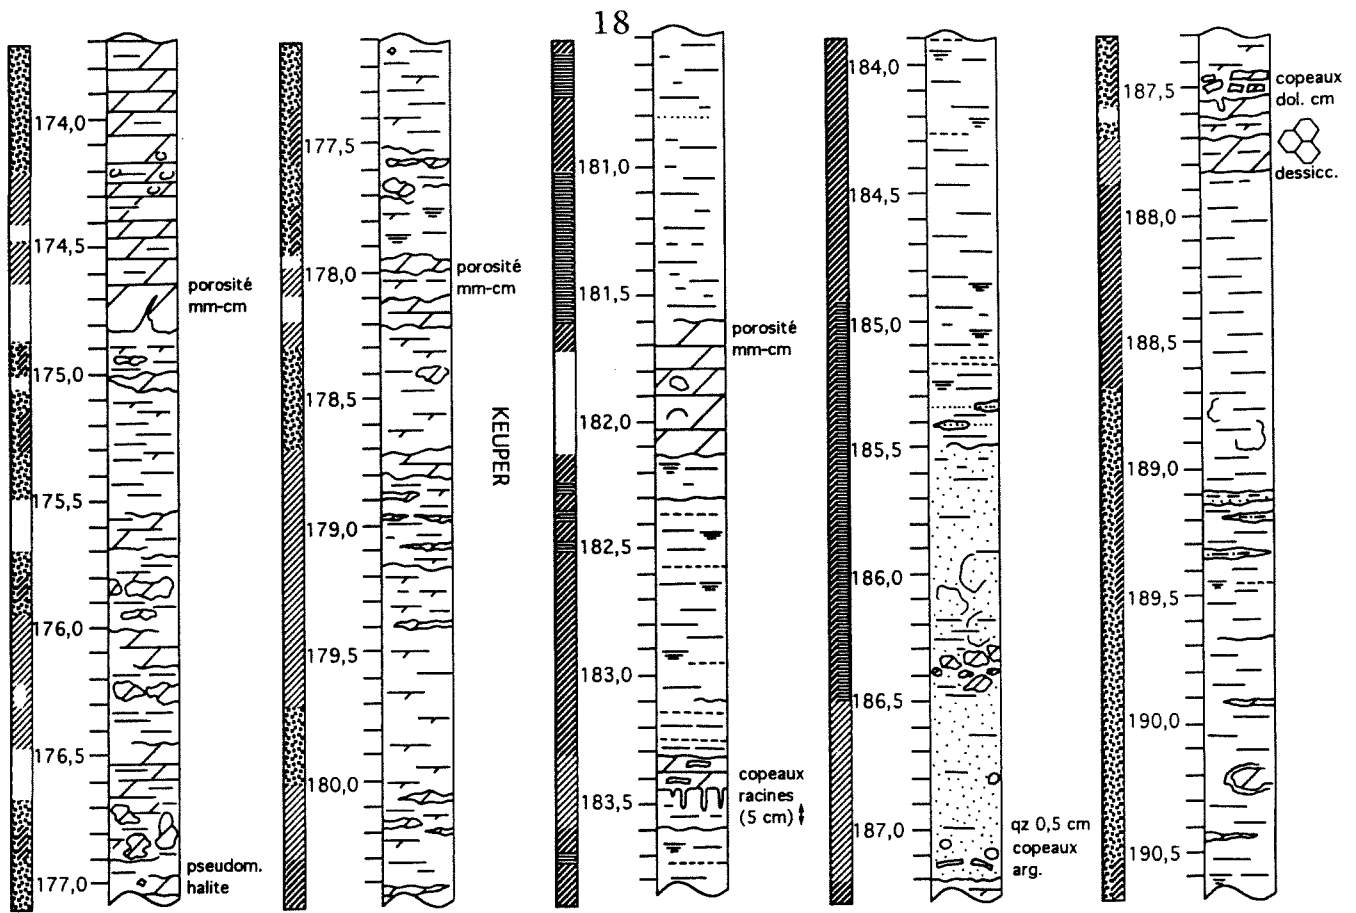 18
174,0
174,5
porosité
mm-cm
175,0
175,5
176,0
176,5
pseudom.
halite
177,0
177,5
178,0
porosité
mm-cm
178,5
KEUPER
179,0
179,5
180,0
181,0
181,5
porosité
mm-cm
182,0
182,5
183,0
copeaux
racines
(5 cm)
183,5
184,0
184,5
185,0
185,5
186,0
186,5
187,0
qz 0,5 cm
copeaux
arg.
187,5
copeaux
dol. cm
dessicc.
188,0
188,5
189,0
189,5
190,0
190,5